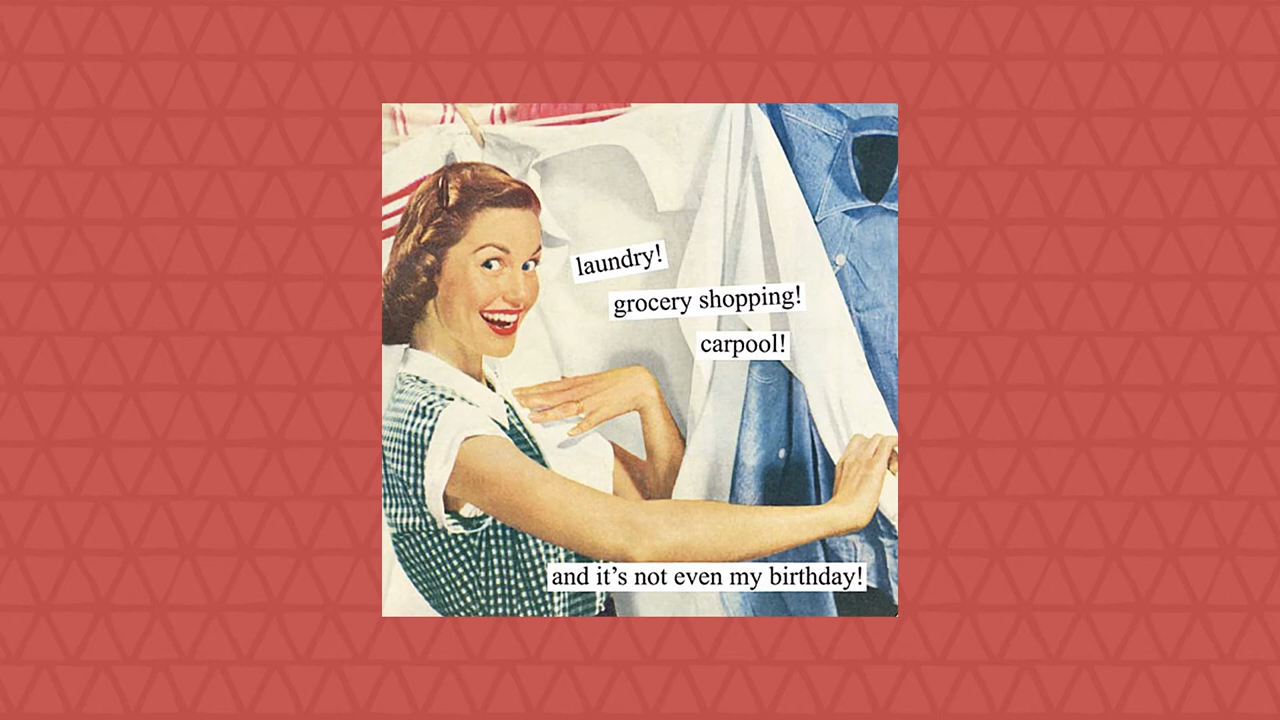 laundry!
grocery shopping!
carpool!
and it’s not even my birthday!